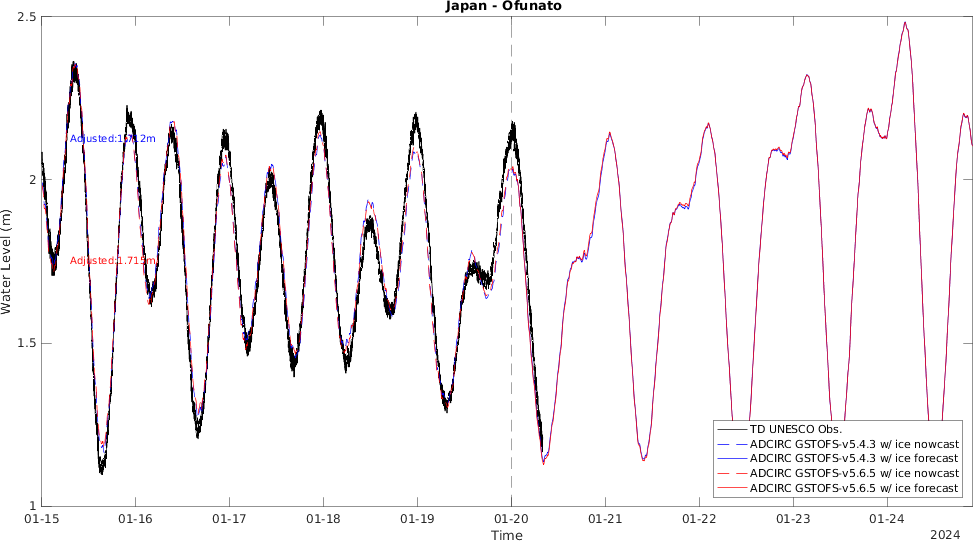 Japan - Ofunato
2.5
2
1.5
1
Water Level (m)
Adjusted:1.715m
01-15 01-16 01-17 01-18 01-19 01-20 01-21 01-22 01-23 01-24
Time
2024
TD UNESCO Obs.
ADCIRC GSTOFS-v5.4.3 w/ ice nowcast
ADCIRC GSTOFS-v5.4.3 w/ ice forecast
ADCIRC GSTOFS-v5.6.5 w/ ice nowcast
ADCIRC GSTOFS-v5.6.5 w/ ice forecast